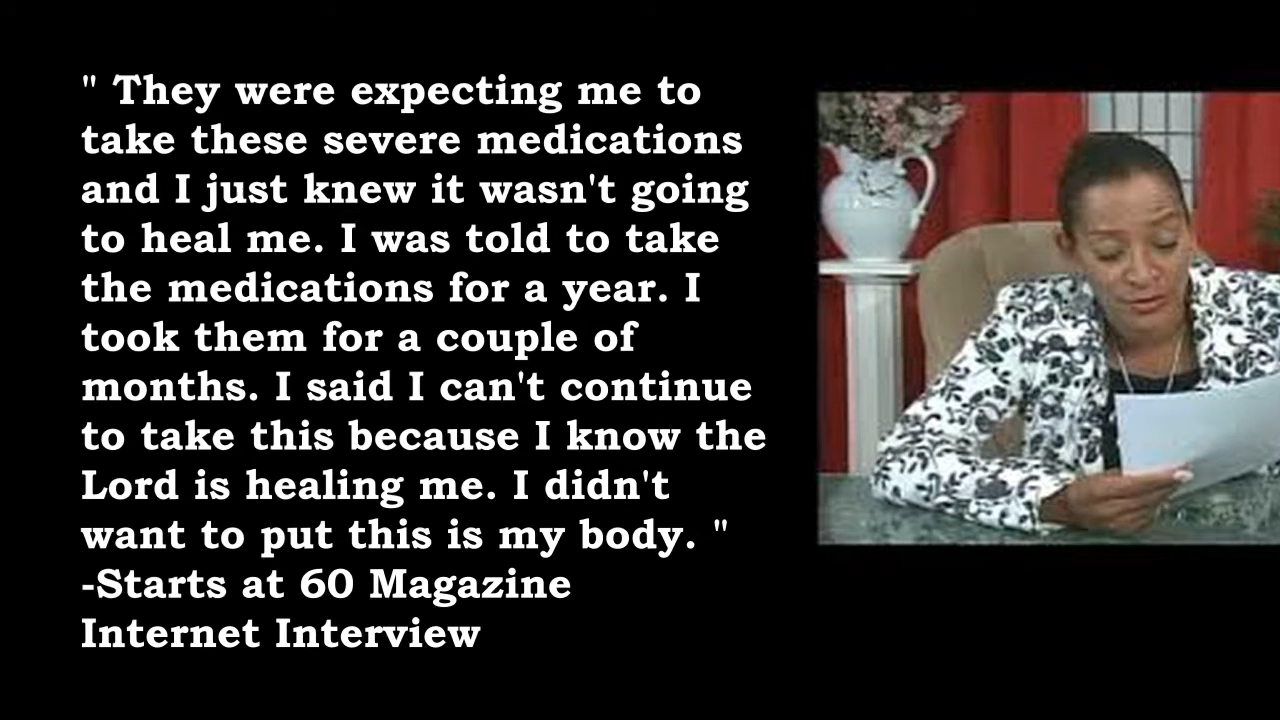 " They were expecting me to
take these severe medications
and I just knew it wasn't going
to heal me. I was told to take
the medications for a year. I
took them for a couple of
months. I said I can't continue
to take this because I know the
Lord is healing me. I didn't
want to put this is my body. "
-Starts at 60 Magazine
Internet Interview